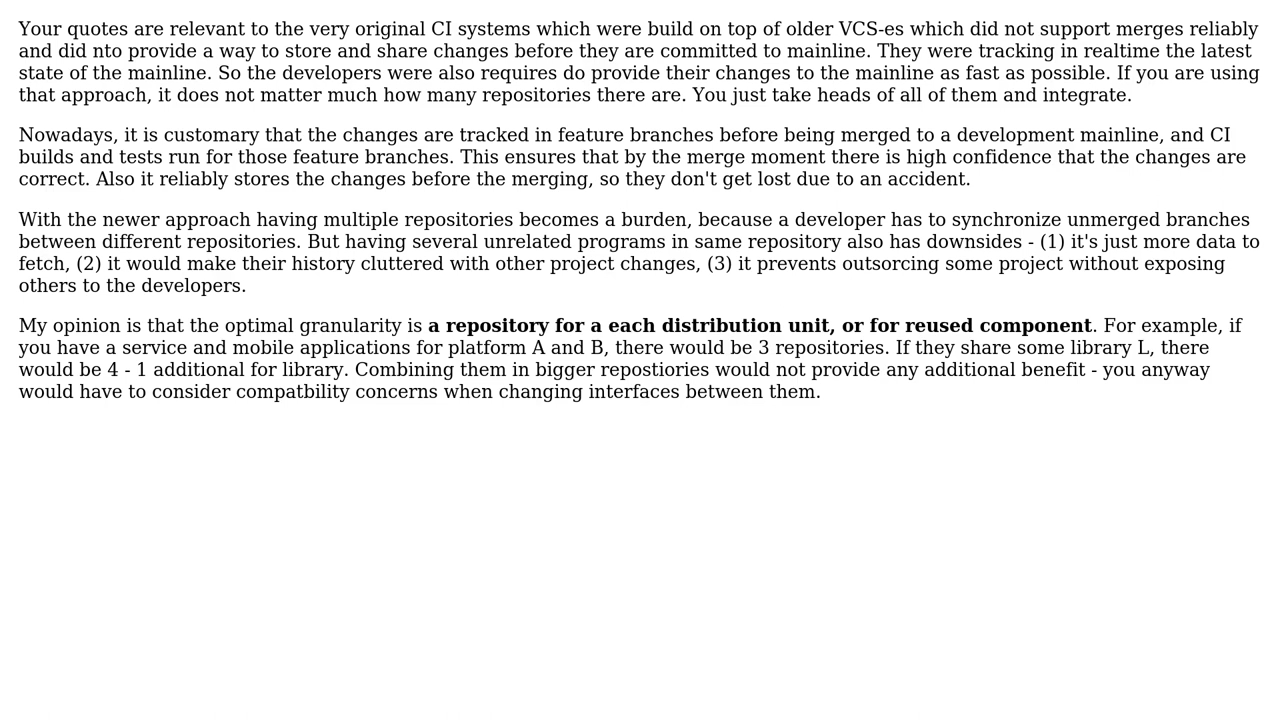 Your quotes are relevant to the very original CI systems which were build on top of older VCS-es which did not support merges reliably
and did nto provide a way to store and share changes before they are committed to mainline. They were tracking in realtime the latest
state of the mainline. So the developers were also requires do provide their changes to the mainline as fast as possible. If you are using
that approach, it does not matter much how many repositories there are. You just take heads of all of them and integrate.
Nowadays, it is customary that the changes are tracked in feature branches before being merged to a development mainline, and CI
builds and tests run for those feature branches. This ensures that by the merge moment there is high confidence that the changes are
correct. Also it reliably stores the changes before the merging, so they don't get lost due to an accident.
With the newer approach having multiple repositories becomes a burden, because a developer has to synchronize unmerged branches
between different repositories. But having several unrelated programs in same repository also has downsides - (1) it's just more data to
fetch, (2) it would make their history cluttered with other project changes, (3) it prevents outsorcing some project without exposing
others to the developers.
My opinion is that the optimal granularity is a repository for a each distribution unit, or for reused component. For example, if
you have a service and mobile applications for platform A and B, there would be 3 repositories. If they share some library L, there
would be 4 - 1 additional for library. Combining them in bigger repostiories would not provide any additional benefit - you anyway
would have to consider compatbility concerns when changing interfaces between them.